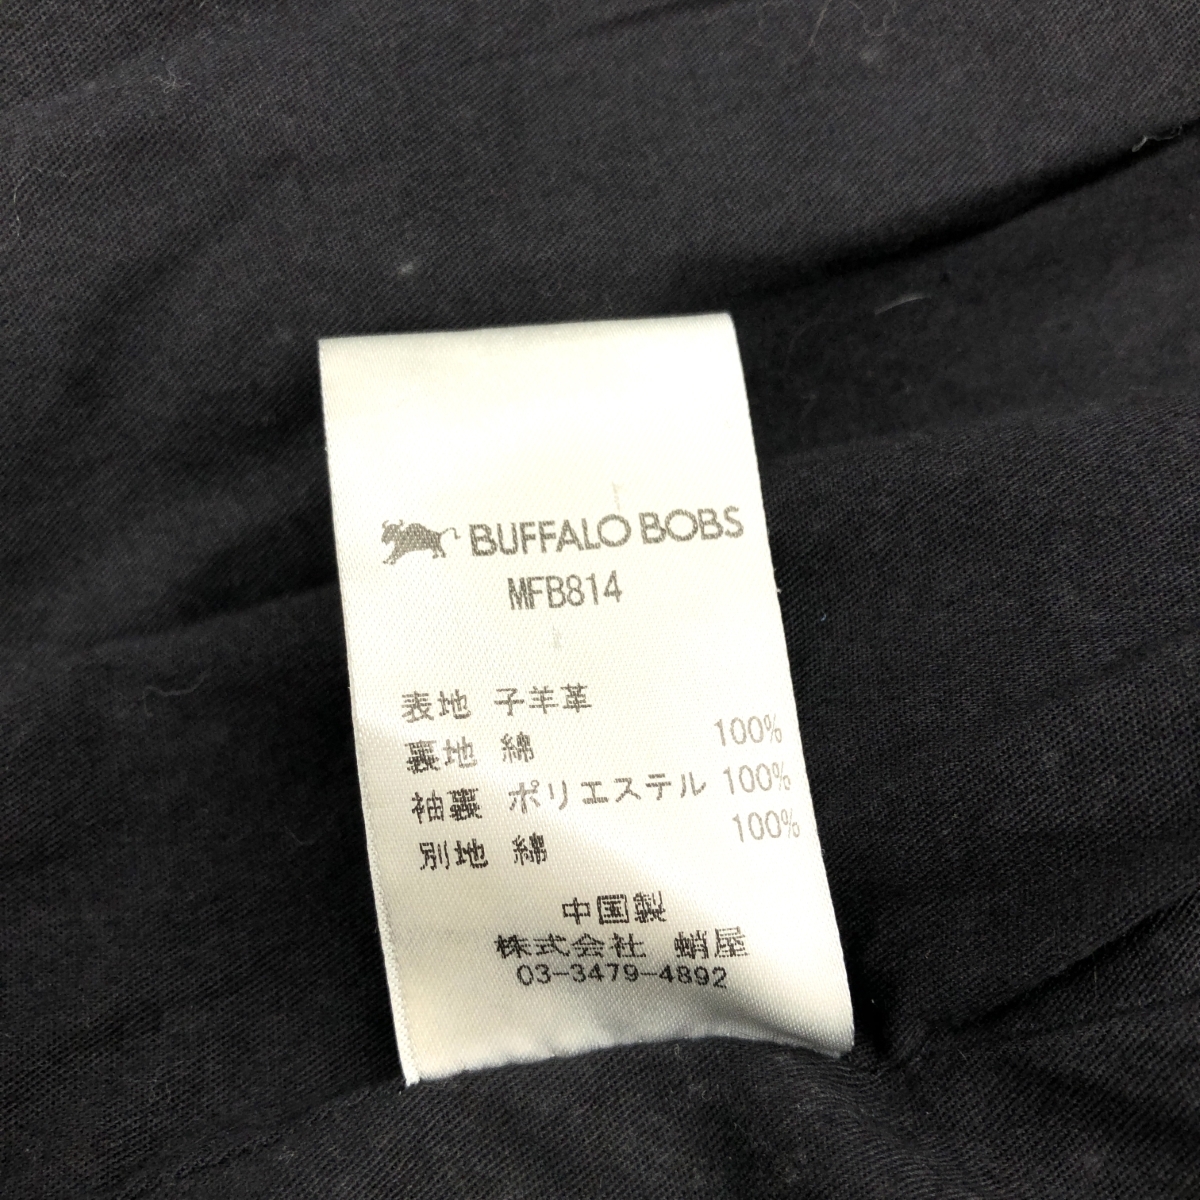 BUFFALO BOBS
MFB814
表地 子羊革
裏地 綿 100%
袖裏 ポリエステル 100%
別地 綿 100%
中国製
株式会社 蛸屋
03-3479-4892